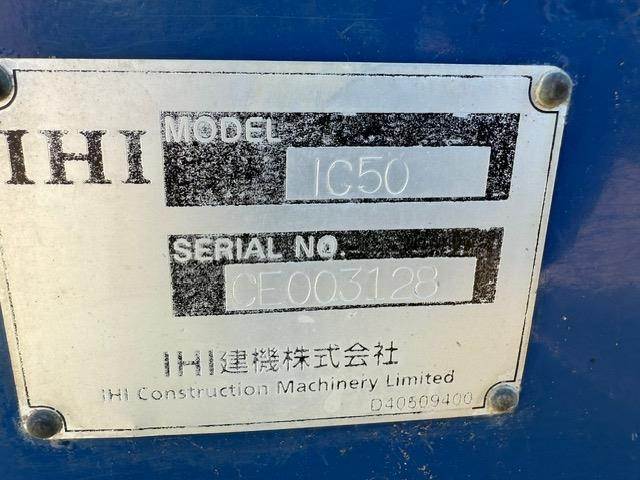 IHI
MODEL
IC50
SERIAL NO.
CE003128
IHI建機株式会社
IHI Construction Machinery Limited
D40509400